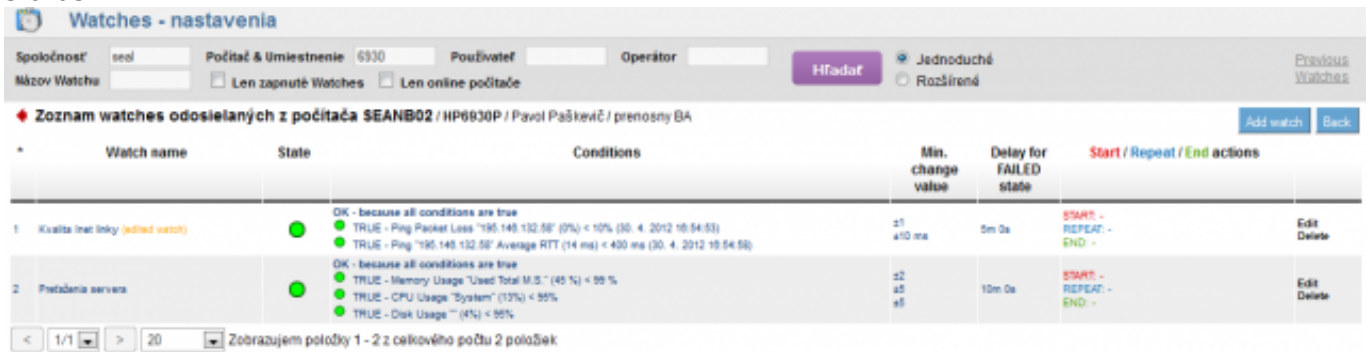 Watches - nastavenia
Spoločnosť seal Počítač & Umiestnenie 6930 Používateľ Operátor Hľadať Jednoduché Previous
Názov Watchu Len zapnuté Watches Len online počítače Rozšírené Watches
Zoznam watches odosielaných z počítača SEANB02 / HP6930P / Pavol Paškevič / prenosny BA Add watch Back
* Watch name State Conditions Min. Delay for Start / Repeat / End actions
change FAILED
value state
OK - because all conditions are true
1 Kvalita Inet linky (edited watch) TRUE - Ping Packet Loss "195.146.132.58" (0%) < 10% (30. 4. 2012 16:54:53) ±1 5m 0s START: - Edit
TRUE - Ping "195.146.132.58" Average RTT (14 ms) < 400 ms (30. 4. 2012 16:54:58) ±10 ms REPEAT: - Delete
END: -
OK - because all conditions are true
2 Preťaženia servera TRUE - Memory Usage "Used Total M.S." (45 %) < 99 % ±2 10m 0s START: - Edit
TRUE - CPU Usage "System" (13%) < 95% ±5 REPEAT: - Delete
TRUE - Disk Usage "" (4%) < 95% ±5 END: -
< 1/1 > 20 Zobrazujem položky 1 - 2 z celkového počtu 2 položiek